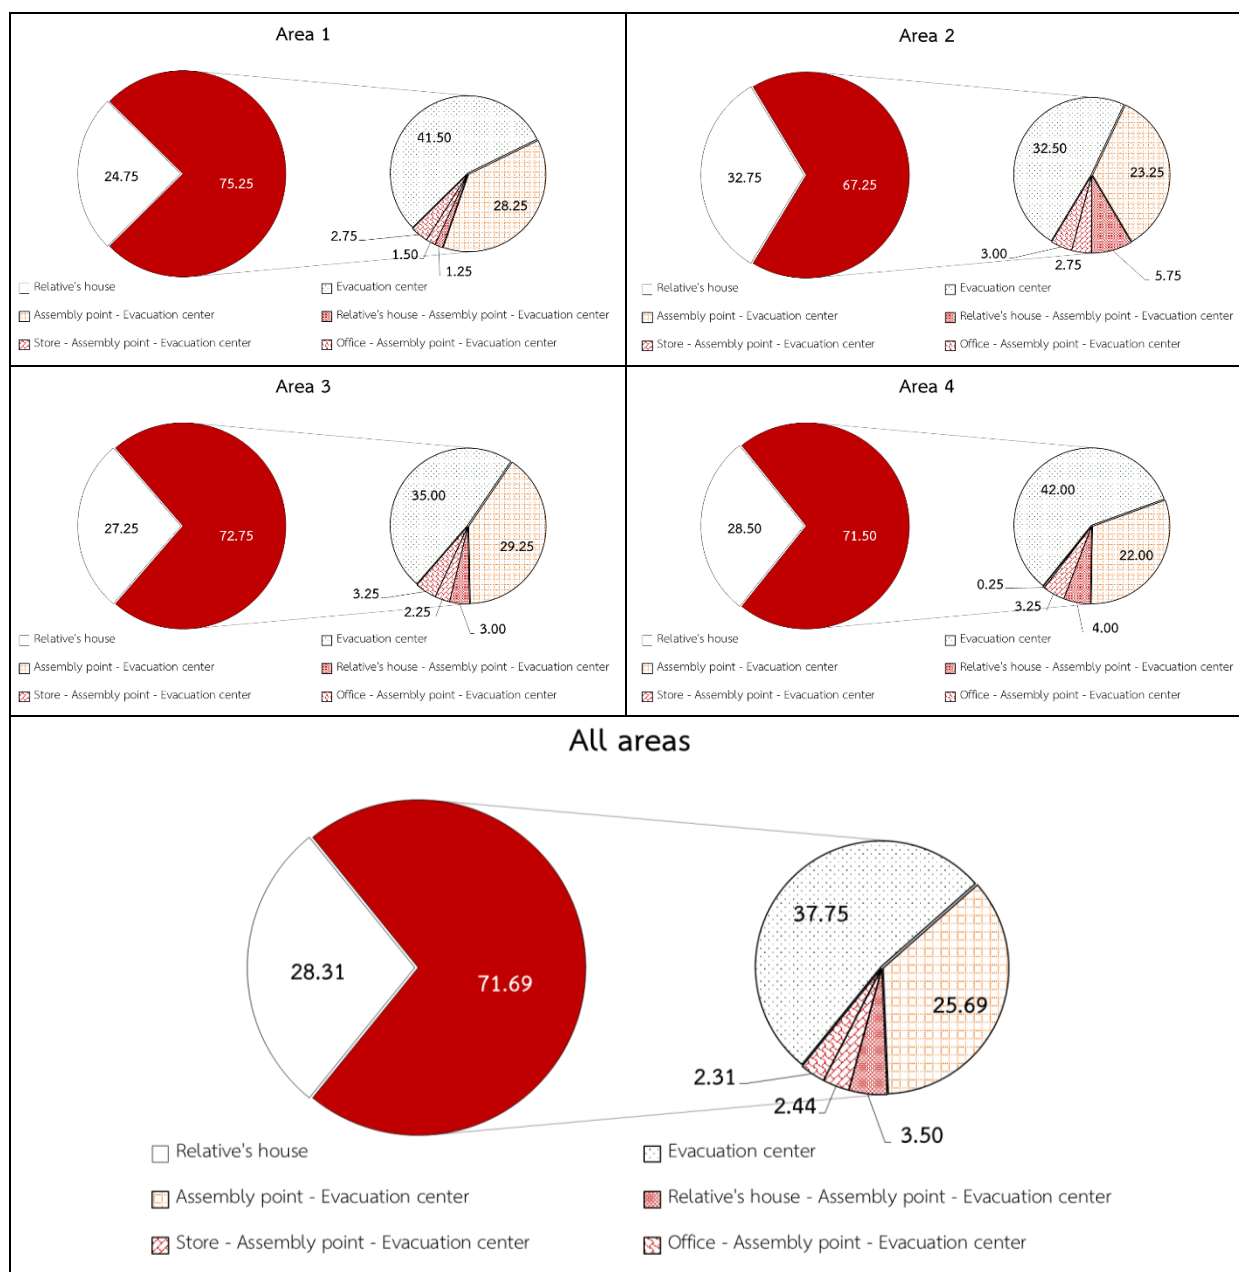 Area 1
24.75
75.25
41.50
28.25
2.75
1.50
1.25
Relative's house
Evacuation center
Assembly point - Evacuation center
Relative's house - Assembly point - Evacuation center
Store - Assembly point - Evacuation center
Office - Assembly point - Evacuation center
Area 2
32.75
67.25
32.50
23.25
3.00
2.75
5.75
Relative's house
Evacuation center
Assembly point - Evacuation center
Relative's house - Assembly point - Evacuation center
Store - Assembly point - Evacuation center
Office - Assembly point - Evacuation center
Area 3
27.25
72.75
35.00
29.25
3.25
2.25
3.00
Relative's house
Evacuation center
Assembly point - Evacuation center
Relative's house - Assembly point - Evacuation center
Store - Assembly point - Evacuation center
Office - Assembly point - Evacuation center
Area 4
28.50
71.50
42.00
22.00
0.25
3.25
4.00
Relative's house
Evacuation center
Assembly point - Evacuation center
Relative's house - Assembly point - Evacuation center
Store - Assembly point - Evacuation center
Office - Assembly point - Evacuation center
All areas
28.31
71.69
37.75
25.69
2.31
2.44
3.50
Relative's house
Evacuation center
Assembly point - Evacuation center
Relative's house - Assembly point - Evacuation center
Store - Assembly point - Evacuation center
Office - Assembly point - Evacuation center